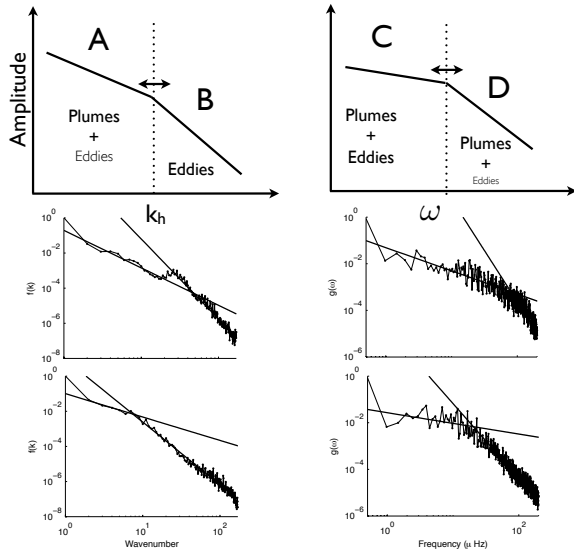 A
C
B
D
Amplitude
Plumes
+
Eddies
Eddies
Plumes
+
Eddies
Plumes
+
Eddies
k_h
ω
10^0
10^-2
10^-4
10^-6
10^-8
f(k)
10^0
10^-2
10^-4
10^-6
g(ω)
10^0
10^-2
10^-4
10^-6
10^-8
f(k)
10^0
10^1
10^2
Wavenumber
10^0
10^-2
10^-4
10^-6
g(ω)
10^0
10^2
Frequency (μ Hz)